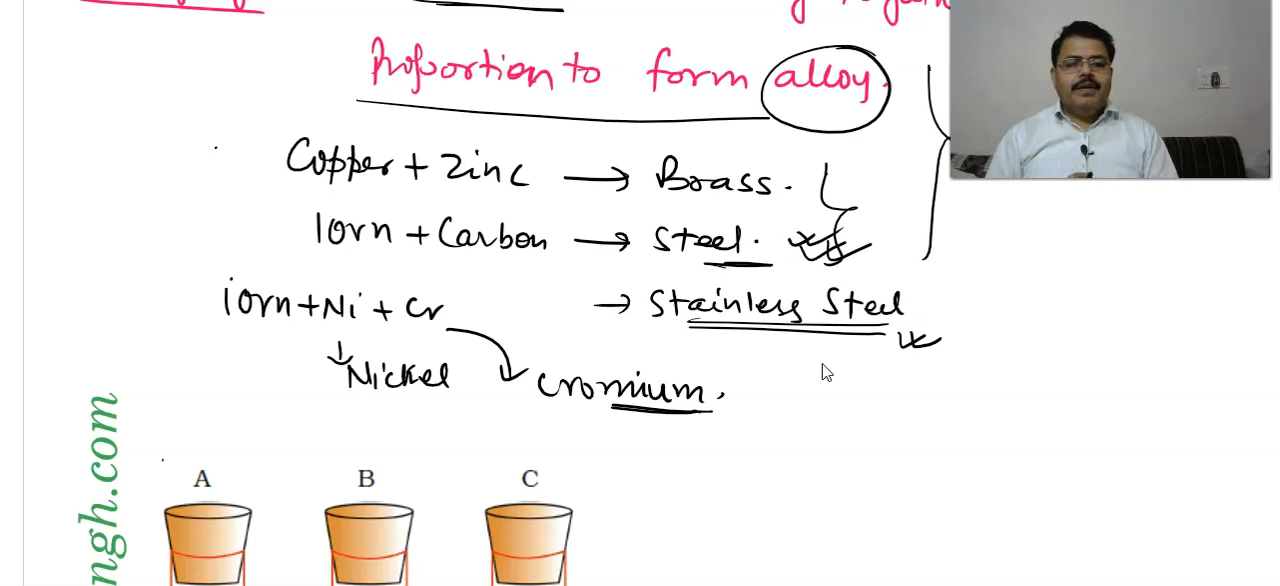 Proportion to form alloy.
Copper + Zinc → Brass.
Iorn + Carbon → Steel.
iorn + Ni + Cr → Stainless Steel
Nickel
Cromium.
A B C
ngh.com